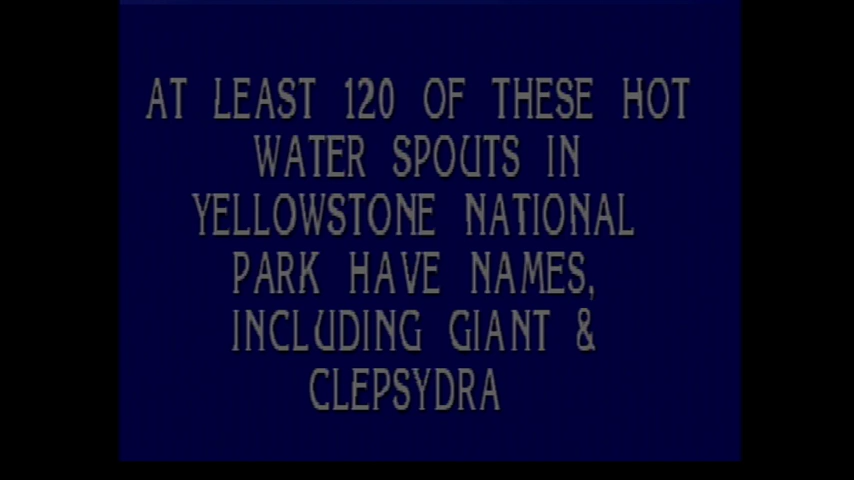 AT LEAST 120 OF THESE HOT
WATER SPOUTS IN
YELLOWSTONE NATIONAL
PARK HAVE NAMES,
INCLUDING GIANT &
CLEPSYDRA